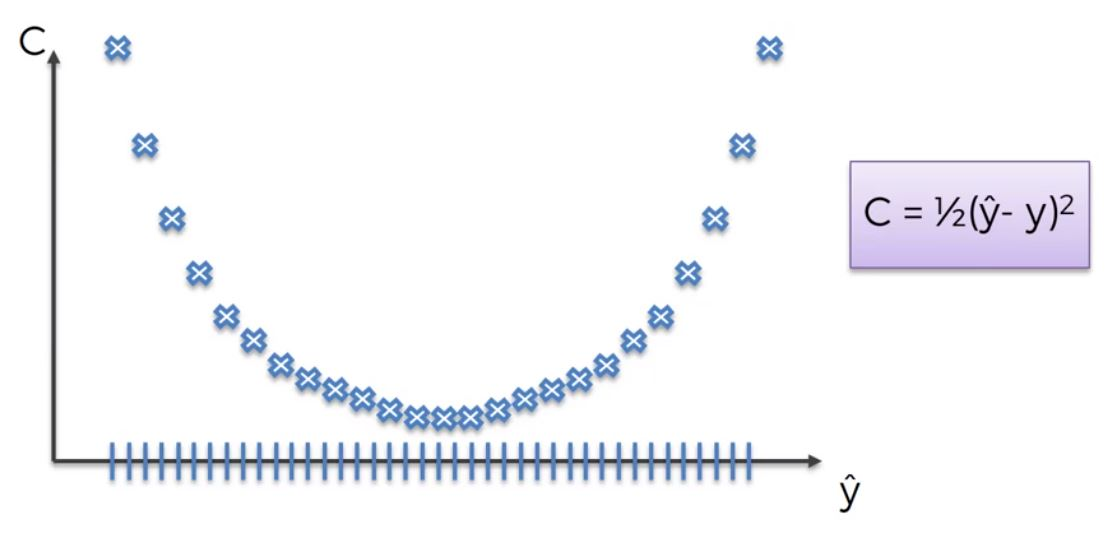 C
C = ½(ŷ- y)²
ŷ